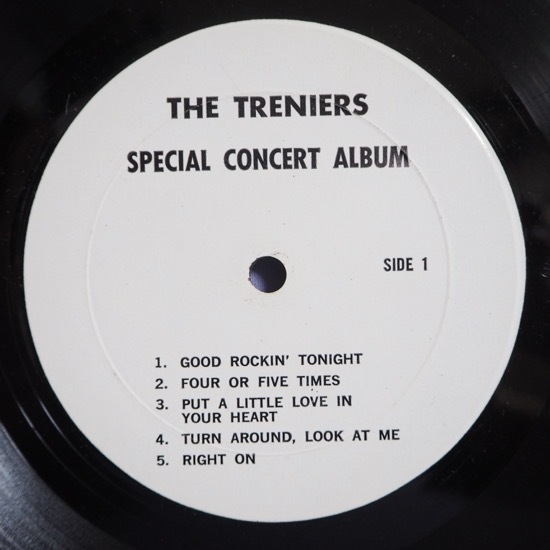 THE TRENIERS
SPECIAL CONCERT ALBUM
SIDE 1
1. GOOD ROCKIN' TONIGHT
2. FOUR OR FIVE TIMES
3. PUT A LITTLE LOVE IN
YOUR HEART
4. TURN AROUND, LOOK AT ME
5. RIGHT ON